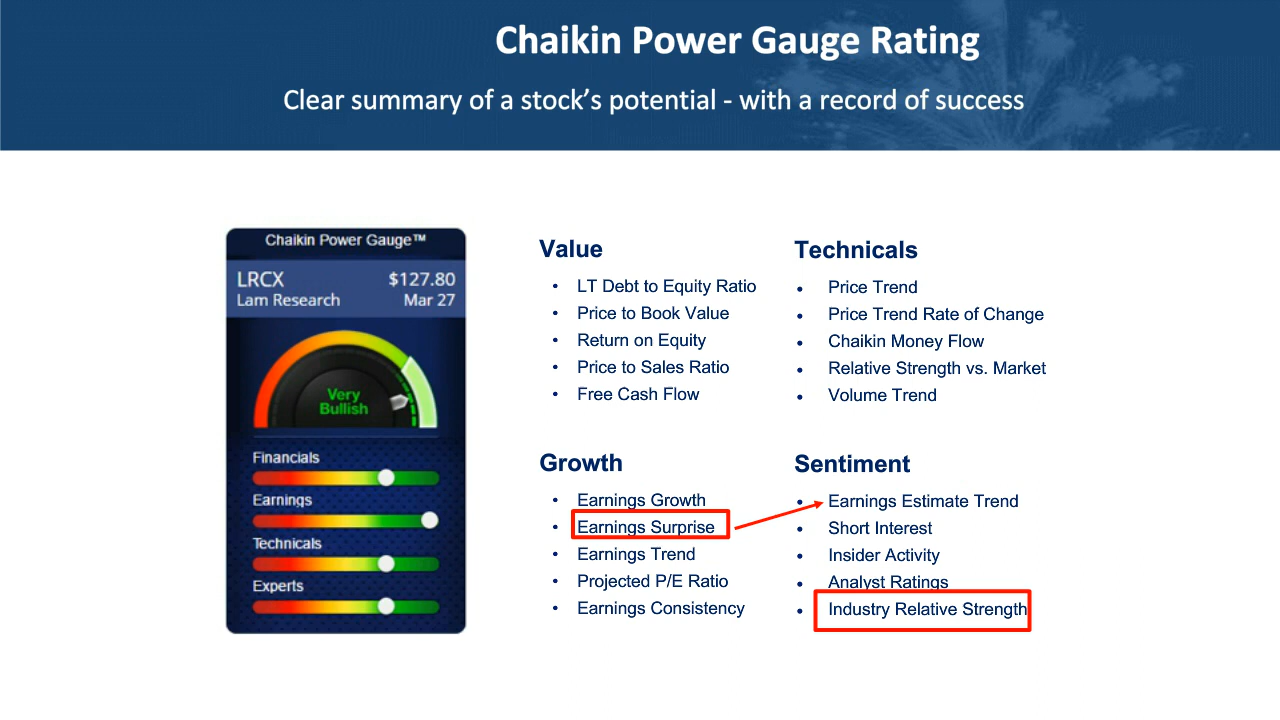 Chaikin Power Gauge Rating
Clear summary of a stock’s potential - with a record of success
Chaikin Power Gauge™
LRCX $127.80
Lam Research Mar 27
Very
Bullish
Financials
Earnings
Technicals
Experts
Value
• LT Debt to Equity Ratio
• Price to Book Value
• Return on Equity
• Price to Sales Ratio
• Free Cash Flow
Technicals
• Price Trend
• Price Trend Rate of Change
• Chaikin Money Flow
• Relative Strength vs. Market
• Volume Trend
Growth
• Earnings Growth
• Earnings Surprise
• Earnings Trend
• Projected P/E Ratio
• Earnings Consistency
Sentiment
• Earnings Estimate Trend
• Short Interest
• Insider Activity
• Analyst Ratings
• Industry Relative Strength